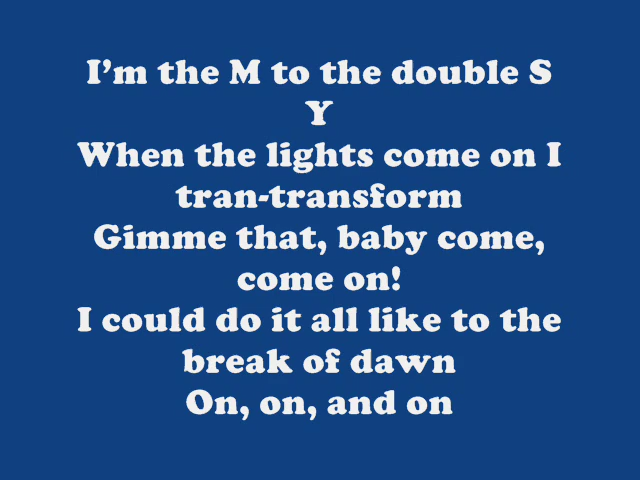 I’m the M to the double S
Y
When the lights come on I
tran-transform
Gimme that, baby come,
come on!
I could do it all like to the
break of dawn
On, on, and on